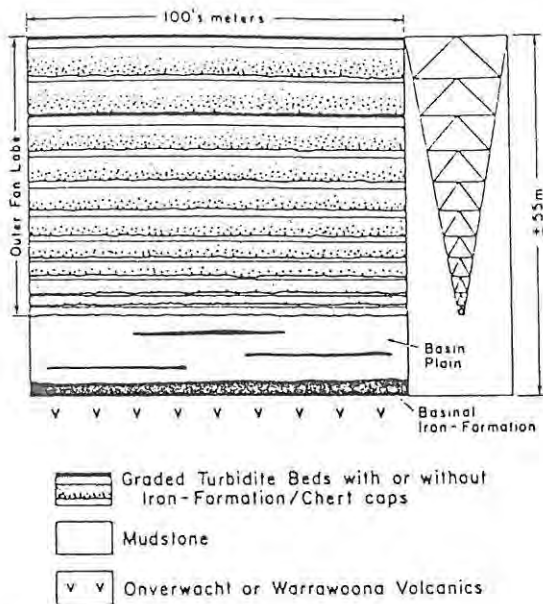 100's meters
Outer Fan Lobe
±55m
Basin
Plain
Basinal
Iron-Formation
v v v v v v v v v
Graded Turbidite Beds with or without
Iron-Formation/Chert caps
Mudstone
v v Onverwacht or Warrawoona Volcanics